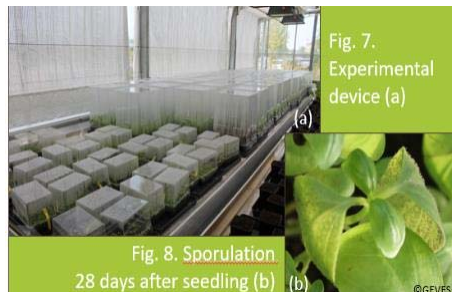 Fig. 7.
Experimental
device (a)
(a)
Fig. 8. Sporulation
28 days after seedling (b)
(b)
©GEVES